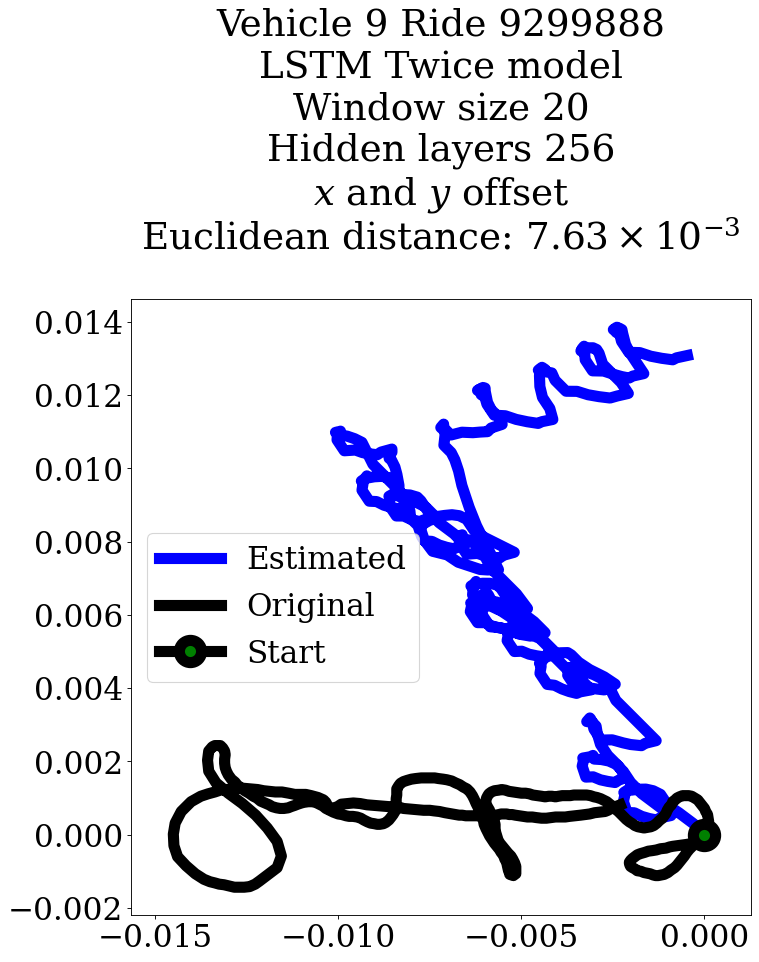 Vehicle 9 Ride 9299888
LSTM Twice model
Window size 20
Hidden layers 256
x and y offset
Euclidean distance: 7.63 × 10⁻³
0.014
0.012
0.010
0.008
0.006
0.004
0.002
0.000
−0.002
Estimated
Original
Start
−0.015 −0.010 −0.005 0.000